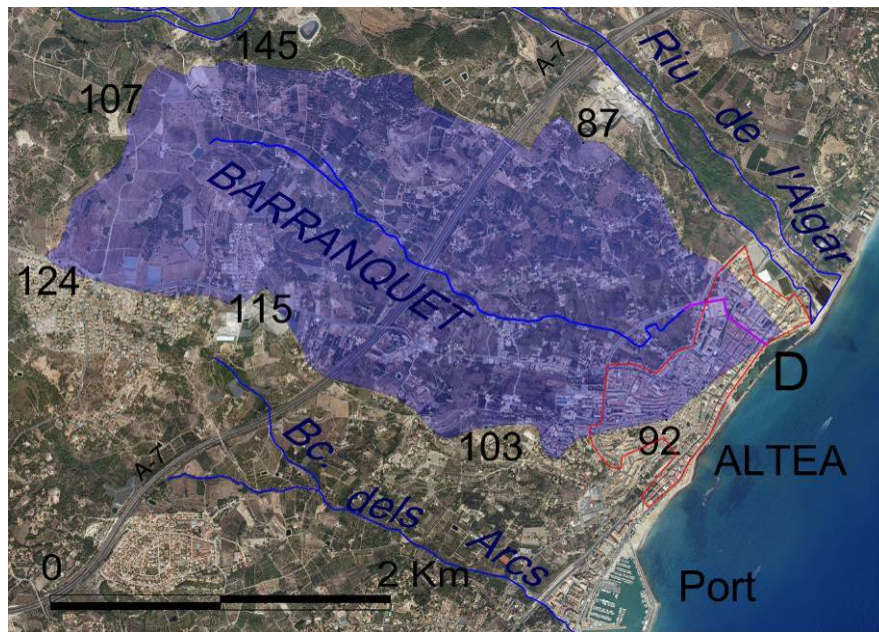 145
A-7
Riu
de
l'Algar
107
87
BARRANQUET
124
115
D
103
92
ALTEA
A-7
Bc.
dels
Arcs
0
2 Km
Port